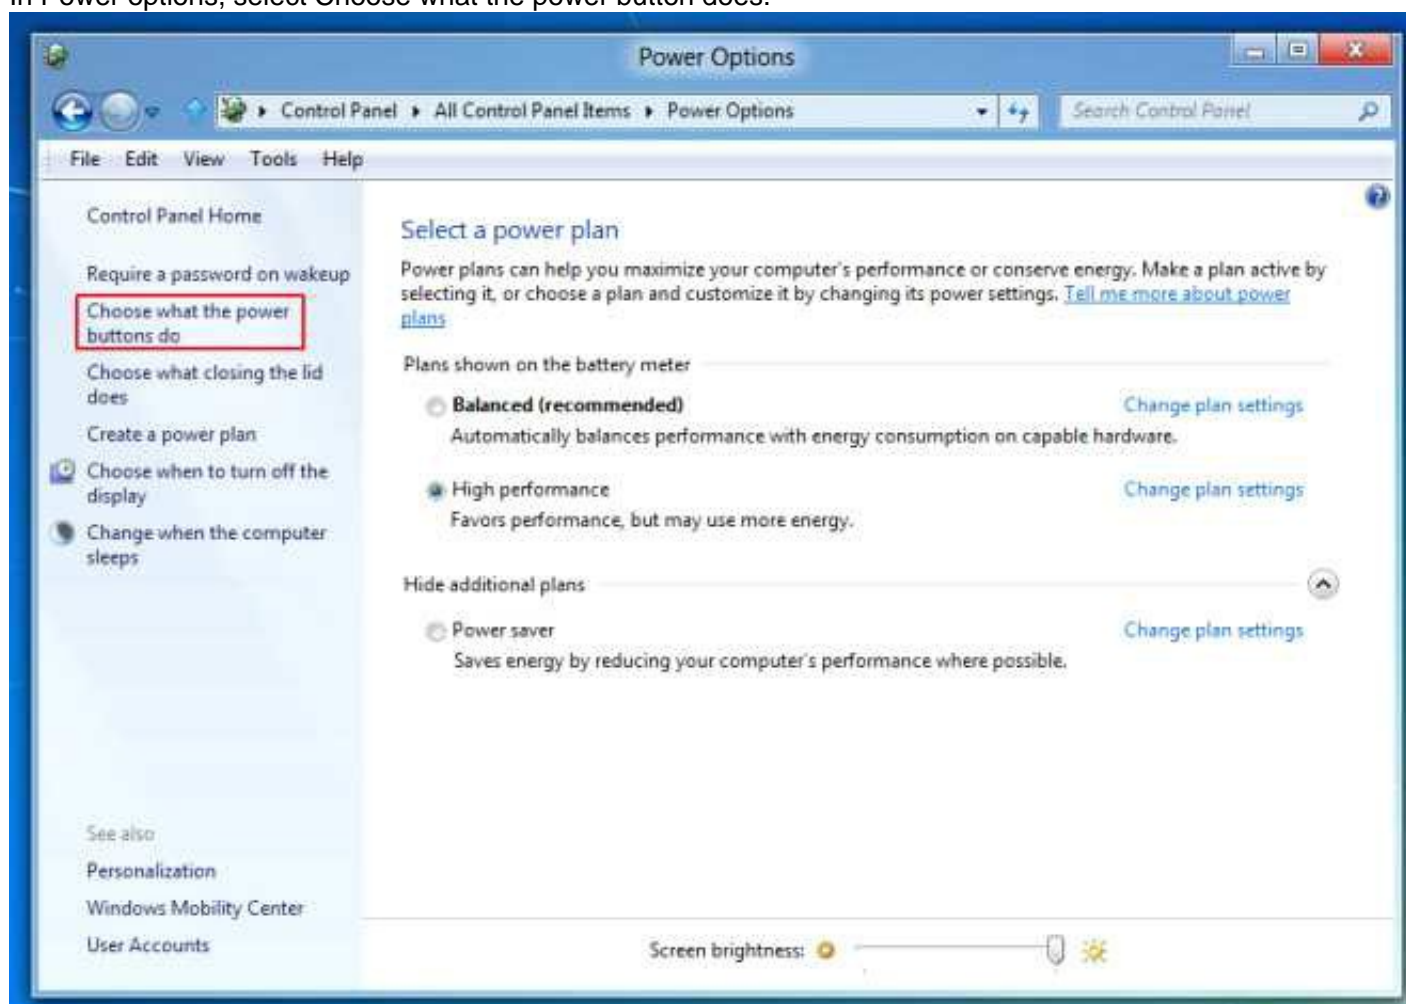 In Power options, select Choose what the power button does.
Power Options
Control Panel All Control Panel Items Power Options
Search Control Panel
File Edit View Tools Help
Control Panel Home
Require a password on wakeup
Choose what the power
buttons do
Choose what closing the lid
does
Create a power plan
Choose when to turn off the
display
Change when the computer
sleeps
See also
Personalization
Windows Mobility Center
User Accounts
Select a power plan
Power plans can help you maximize your computer's performance or conserve energy. Make a plan active by
selecting it, or choose a plan and customize it by changing its power settings. Tell me more about power
plans
Plans shown on the battery meter
Balanced (recommended) Change plan settings
Automatically balances performance with energy consumption on capable hardware.
High performance Change plan settings
Favors performance, but may use more energy.
Hide additional plans
Power saver Change plan settings
Saves energy by reducing your computer's performance where possible.
Screen brightness: